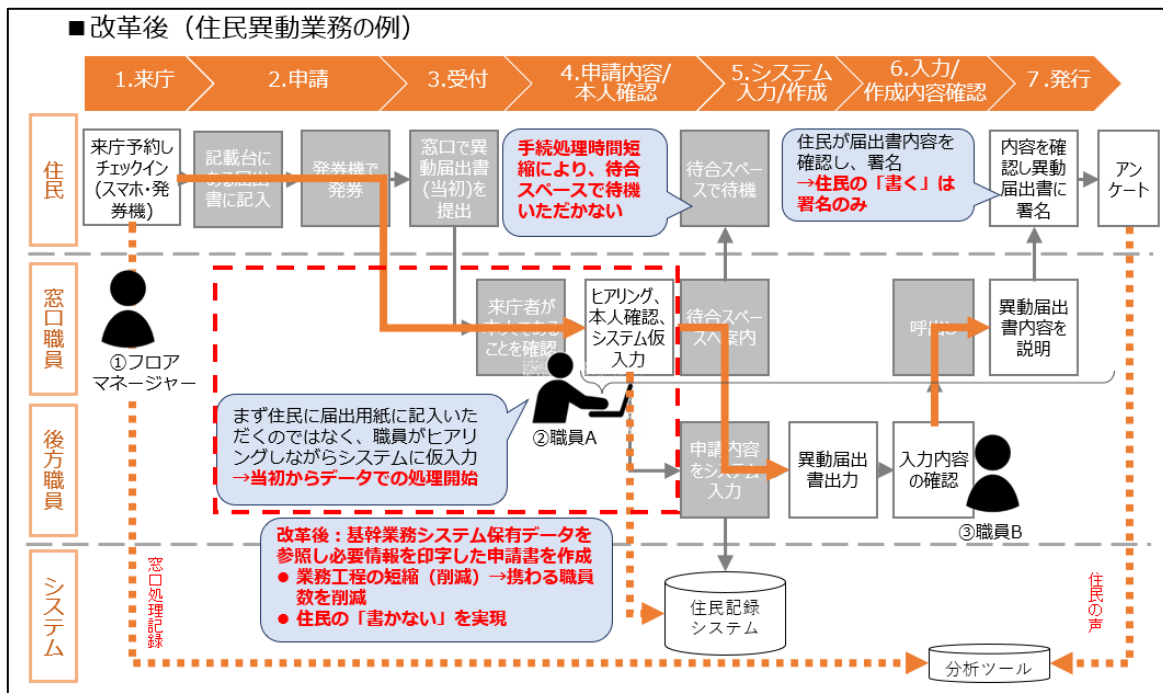 ■改革後（住民異動業務の例）
1.来庁
2.申請
3.受付
4.申請内容/
本人確認
5.システム
入力/作成
6.入力/
作成内容確認
7.発行
住民
来庁予約し
チェックイン
(スマホ・発
券機)
記載台に
ある届出
書に記入
発券機で
発券
窓口で異
動届出書
(当初)を
提出
手続処理時間短
縮により、待合
スペースで待機
いただかない
待合スペー
スで待機
住民が届出書内容を
確認し、署名
→住民の「書く」は
署名のみ
内容を確
認し異動
届出書に
署名
アン
ケート
窓口職員
①フロア
マネージャー
来庁者が
本人である
ことを確認
ヒアリング、
本人確認、
システム仮
入力
待合スペー
スへ案内
呼出し
異動届出
書内容を
説明
②職員A
後方職員
まず住民に届出用紙に記入いた
だくのではなく、職員がヒアリ
ングしながらシステムに仮入力
→当初からデータでの処理開始
申請内容
をシステム
入力
異動届出
書出力
入力内容
の確認
③職員B
システム
窓口処理記録
改革後：基幹業務システム保有データを
参照し必要情報を印字した申請書を作成
● 業務工程の短縮（削減）→携わる職員
数を削減
● 住民の「書かない」を実現
住民記録
システム
住民の声
分析ツール